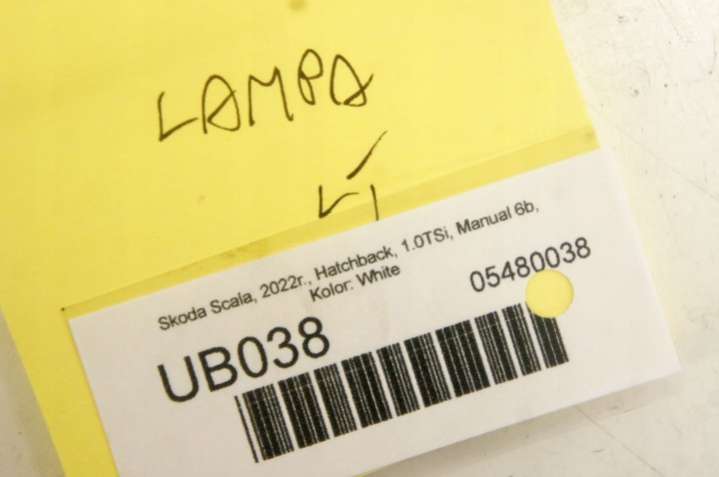 LAMPA
Skoda Scala, 2022r., Hatchback, 1.0TSi, Manual 6b,
Kolor: White
05480038
UB038